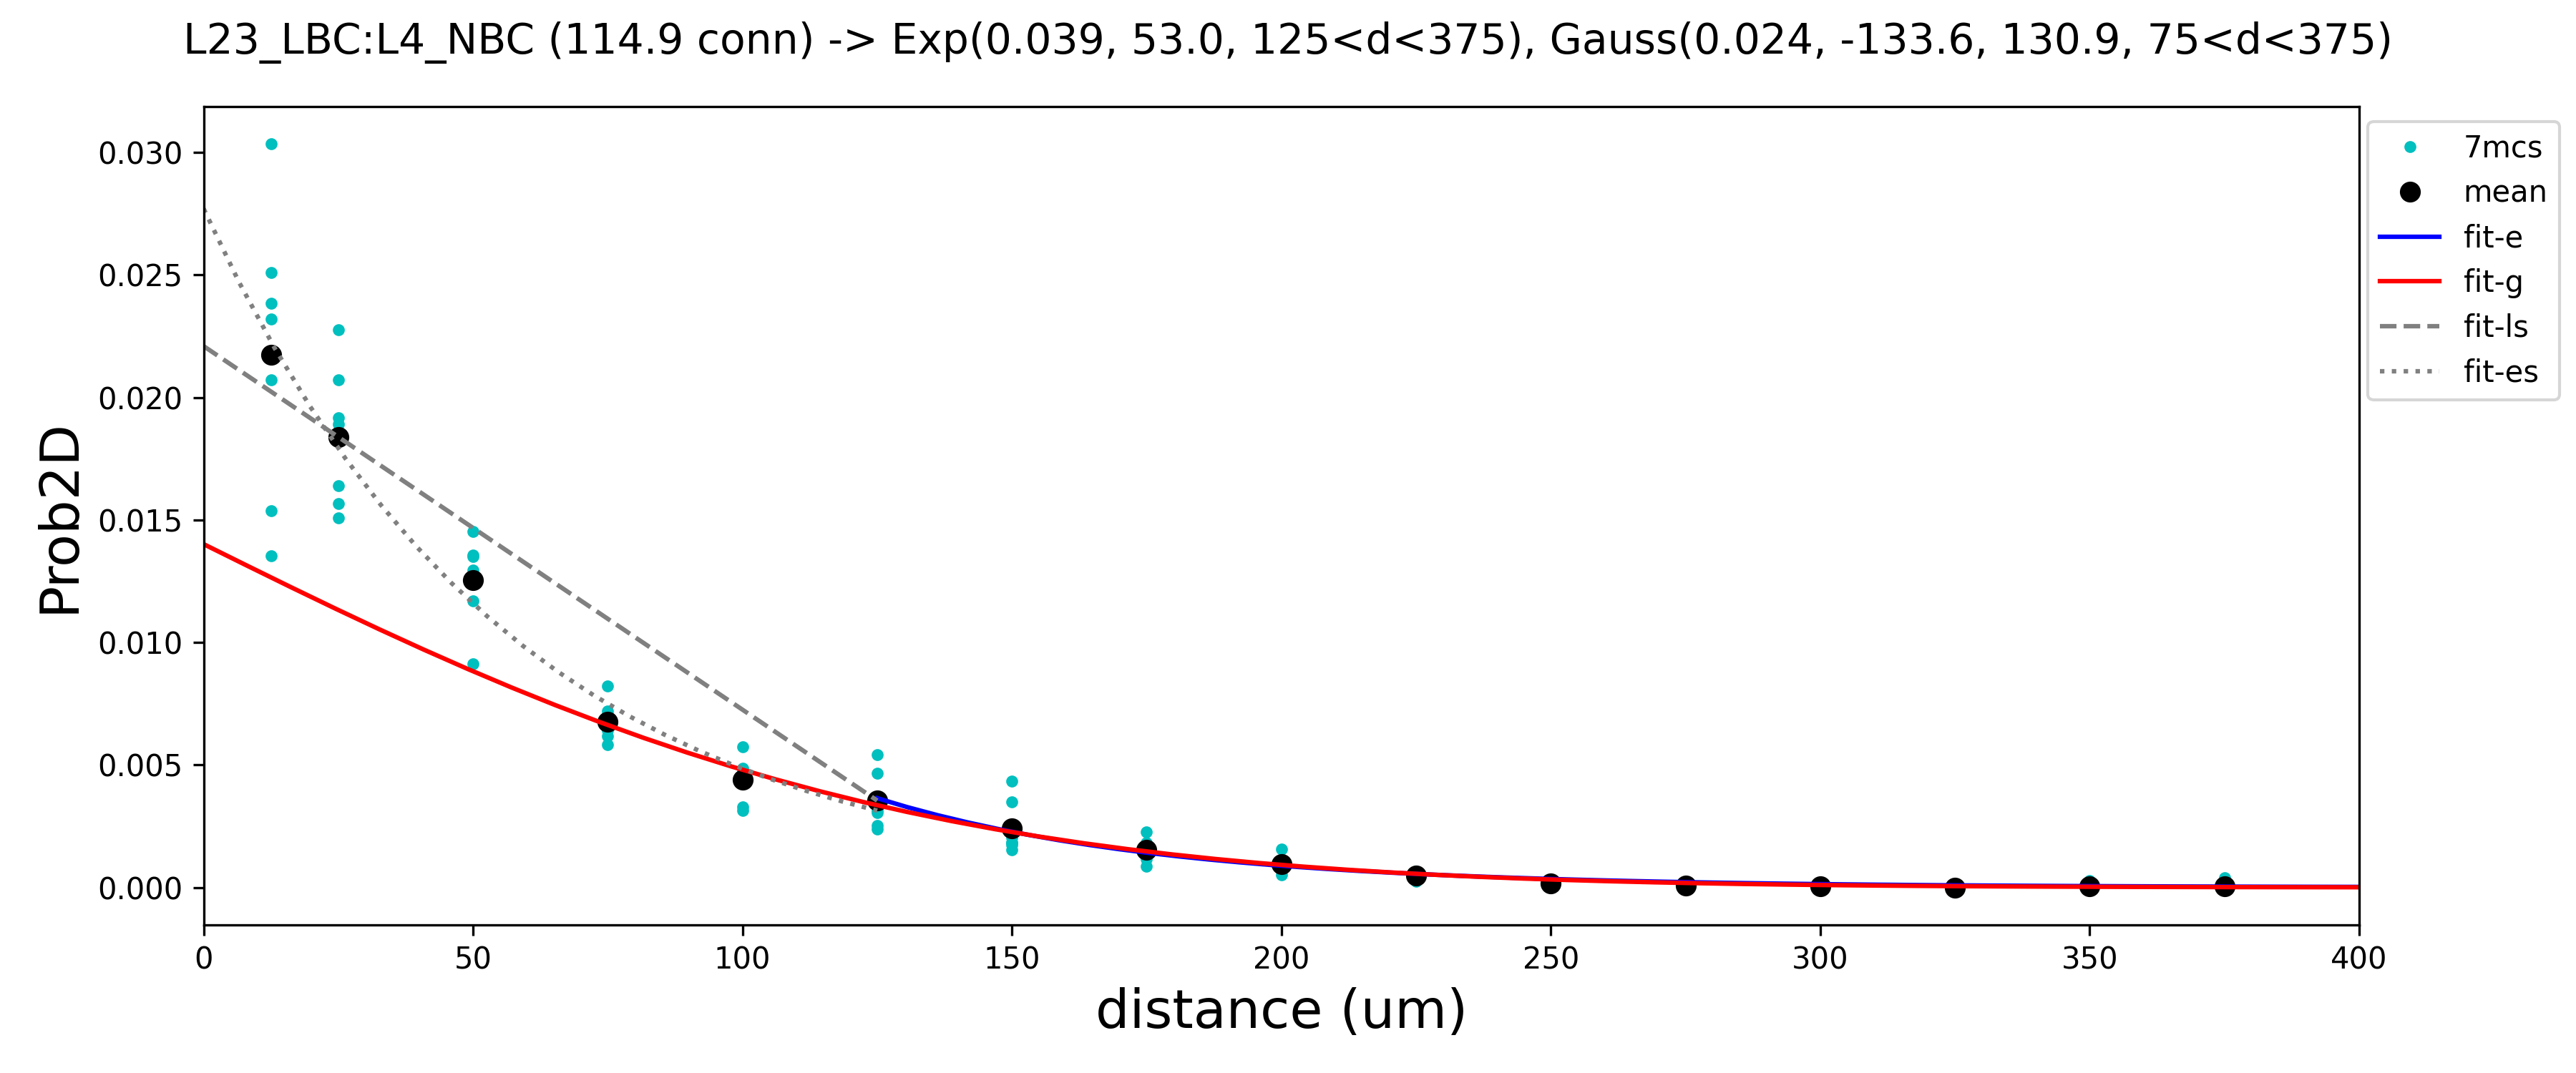 L23_LBC:L4_NBC (114.9 conn) -> Exp(0.039, 53.0, 125<d<375), Gauss(0.024, -133.6, 130.9, 75<d<375)
0.030
0.025
0.020
0.015
0.010
0.005
0.000
Prob2D
0 50 100 150 200 250 300 350 400
distance (um)
7mcs
mean
fit-e
fit-g
fit-ls
fit-es